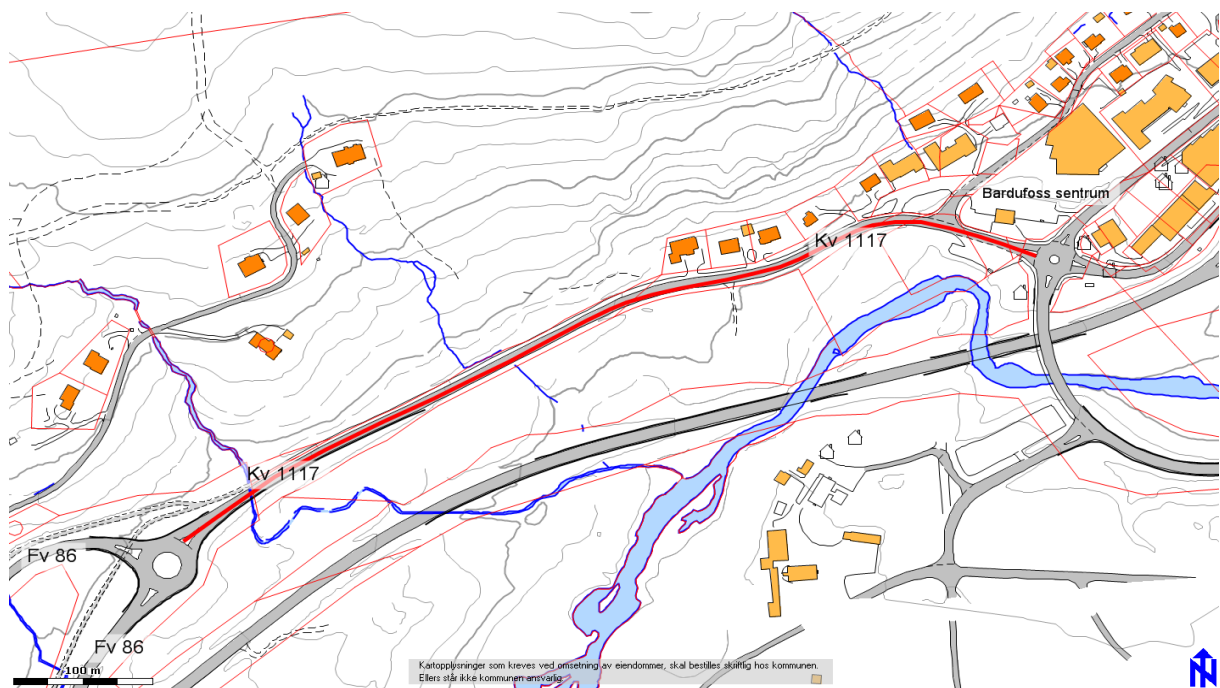 Bardufoss sentrum
Kv 1117
Kv 1117
Fv 86
Fv 86
100 m
Kartopplysninger som kreves ved omsetning av eiendommer, skal bestilles skriftlig hos kommunen.
Ellers står ikke kommunen ansvarlig.
N